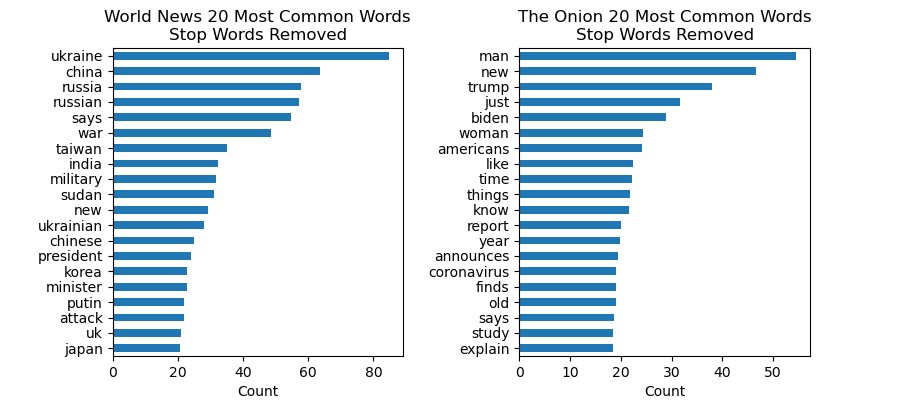 World News 20 Most Common Words
Stop Words Removed
ukraine
china
russia
russian
says
war
taiwan
india
military
sudan
new
ukrainian
chinese
president
korea
minister
putin
attack
uk
japan
0 20 40 60 80
Count
The Onion 20 Most Common Words
Stop Words Removed
man
new
trump
just
biden
woman
americans
like
time
things
know
report
year
announces
coronavirus
finds
old
says
study
explain
0 10 20 30 40 50
Count